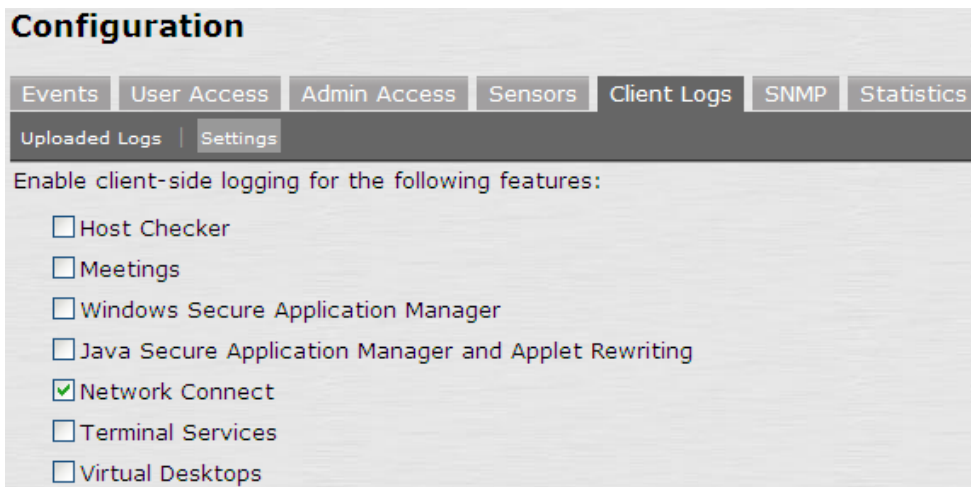 Configuration
Events User Access Admin Access Sensors Client Logs SNMP Statistics
Uploaded Logs | Settings
Enable client-side logging for the following features:
Host Checker
Meetings
Windows Secure Application Manager
Java Secure Application Manager and Applet Rewriting
Network Connect
Terminal Services
Virtual Desktops